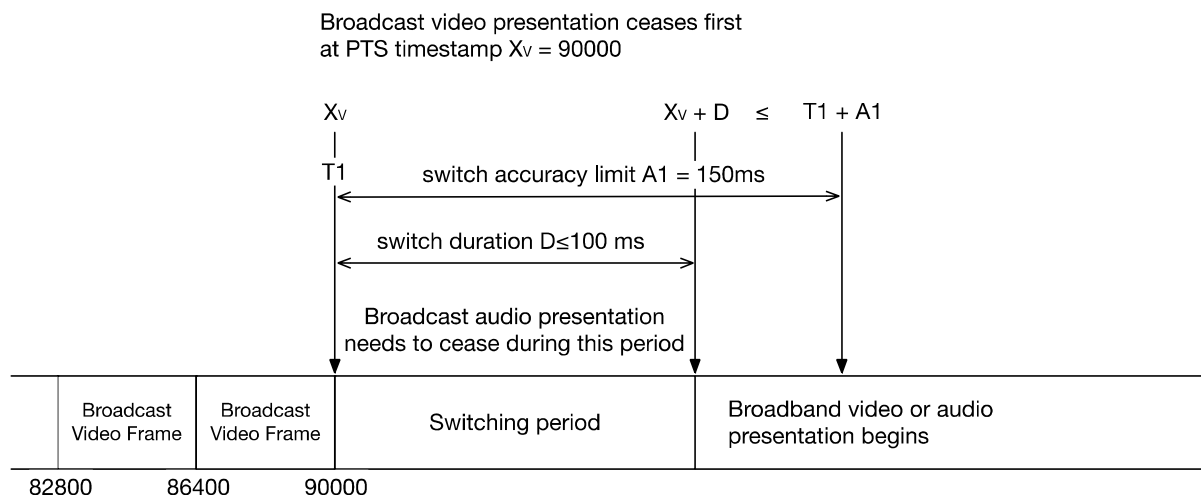 Broadcast video presentation ceases first
at PTS timestamp Xv = 90000
Xv
Xv + D ≤ T1 + A1
T1
switch accuracy limit A1 = 150ms
switch duration D≤100 ms
Broadcast audio presentation
needs to cease during this period
Broadcast
Video Frame
Broadcast
Video Frame
Switching period
Broadband video or audio
presentation begins
82800
86400
90000